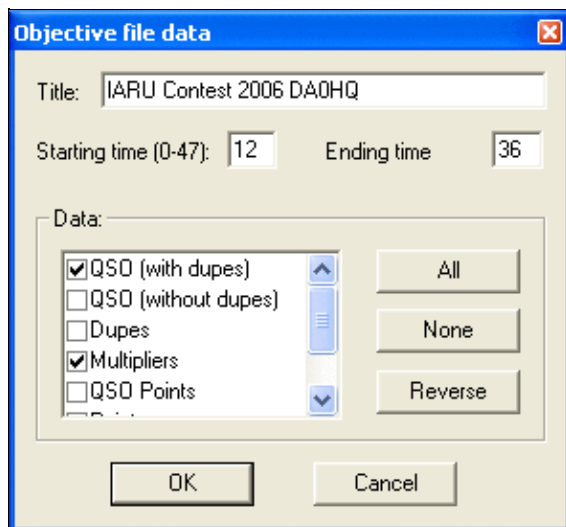 Objective file data
Title: IARU Contest 2006 DA0HQ
Starting time (0-47): 12 Ending time 36
Data:
QSO (with dupes)
QSO (without dupes)
Dupes
Multipliers
QSO Points
All
None
Reverse
OK Cancel